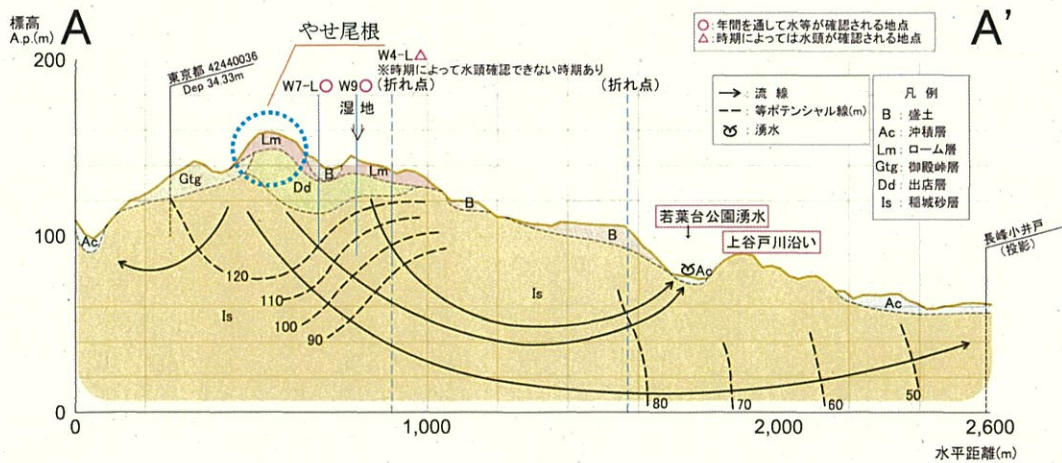 標高
A.p.(m)
A
A'
やせ尾根
○:年間を通して水等が確認される地点
△:時期によっては水頭が確認される地点
東京都 42440036
Dep 34.33m
W4-L△
※時期によって水頭確認できない時期あり
W7-L○
W9○
(折れ点)
湿地
(折れ点)
:流線
:等ポテンシャル線(m)
:湧水
凡例
B:盛土
Ac:沖積層
Lm:ローム層
Gtg:御殿峠層
Dd:出店層
Is:稲城砂層
200
100
0
Lm
Gtg
Dd
B
Lm
B
B
Ac
若葉台公園湧水
上谷戸川沿い
Ac
Ac
長峰小井戸
(投影)
Is
Is
120
110
100
90
80
70
60
50
0
1,000
2,000
2,600
水平距離(m)